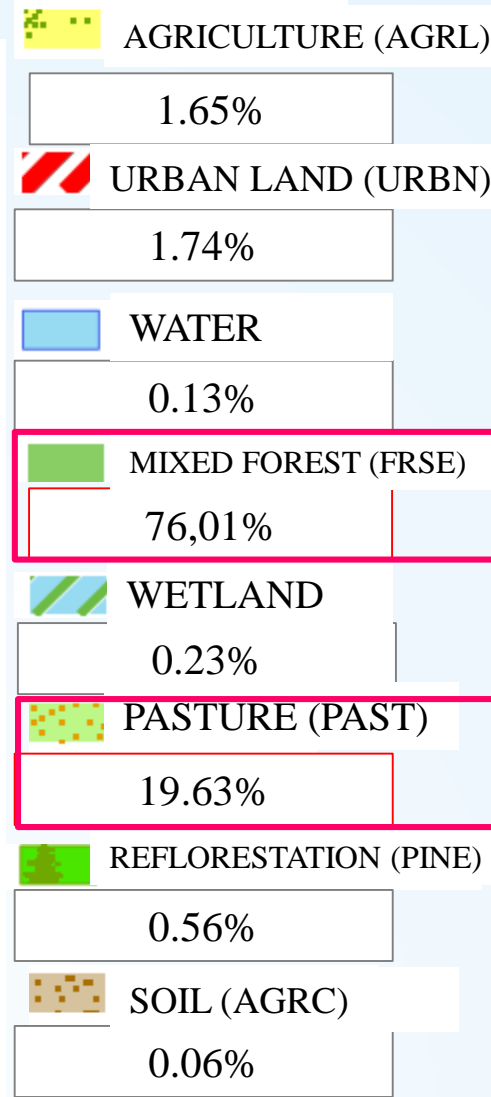 AGRICULTURE (AGRL)
1.65%
URBAN LAND (URBN)
1.74%
WATER
0.13%
MIXED FOREST (FRSE)
76,01%
WETLAND
0.23%
PASTURE (PAST)
19.63%
REFLORESTATION (PINE)
0.56%
SOIL (AGRC)
0.06%